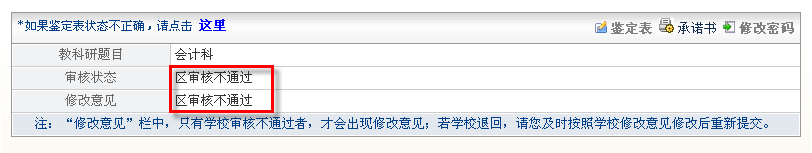 *如果鉴定表状态不正确，请点击 这里 鉴定表 承诺书 修改密码
教科研题目 会计科
审核状态 区审核不通过
修改意见 区审核不通过
注：“修改意见”栏中，只有学校审核不通过者，才会出现修改意见；若学校退回，请您及时按照学校修改意见修改后重新提交。